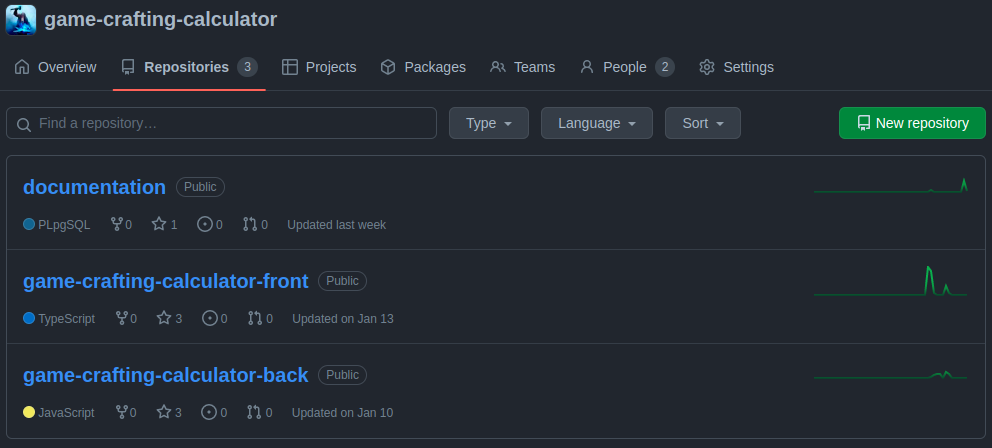 game-crafting-calculator
Overview Repositories 3 Projects Packages Teams People 2 Settings
Find a repository… Type Language Sort New repository
documentation Public
PLpgSQL 0 1 0 0 Updated last week
game-crafting-calculator-front Public
TypeScript 0 3 0 0 Updated on Jan 13
game-crafting-calculator-back Public
JavaScript 0 3 0 0 Updated on Jan 10